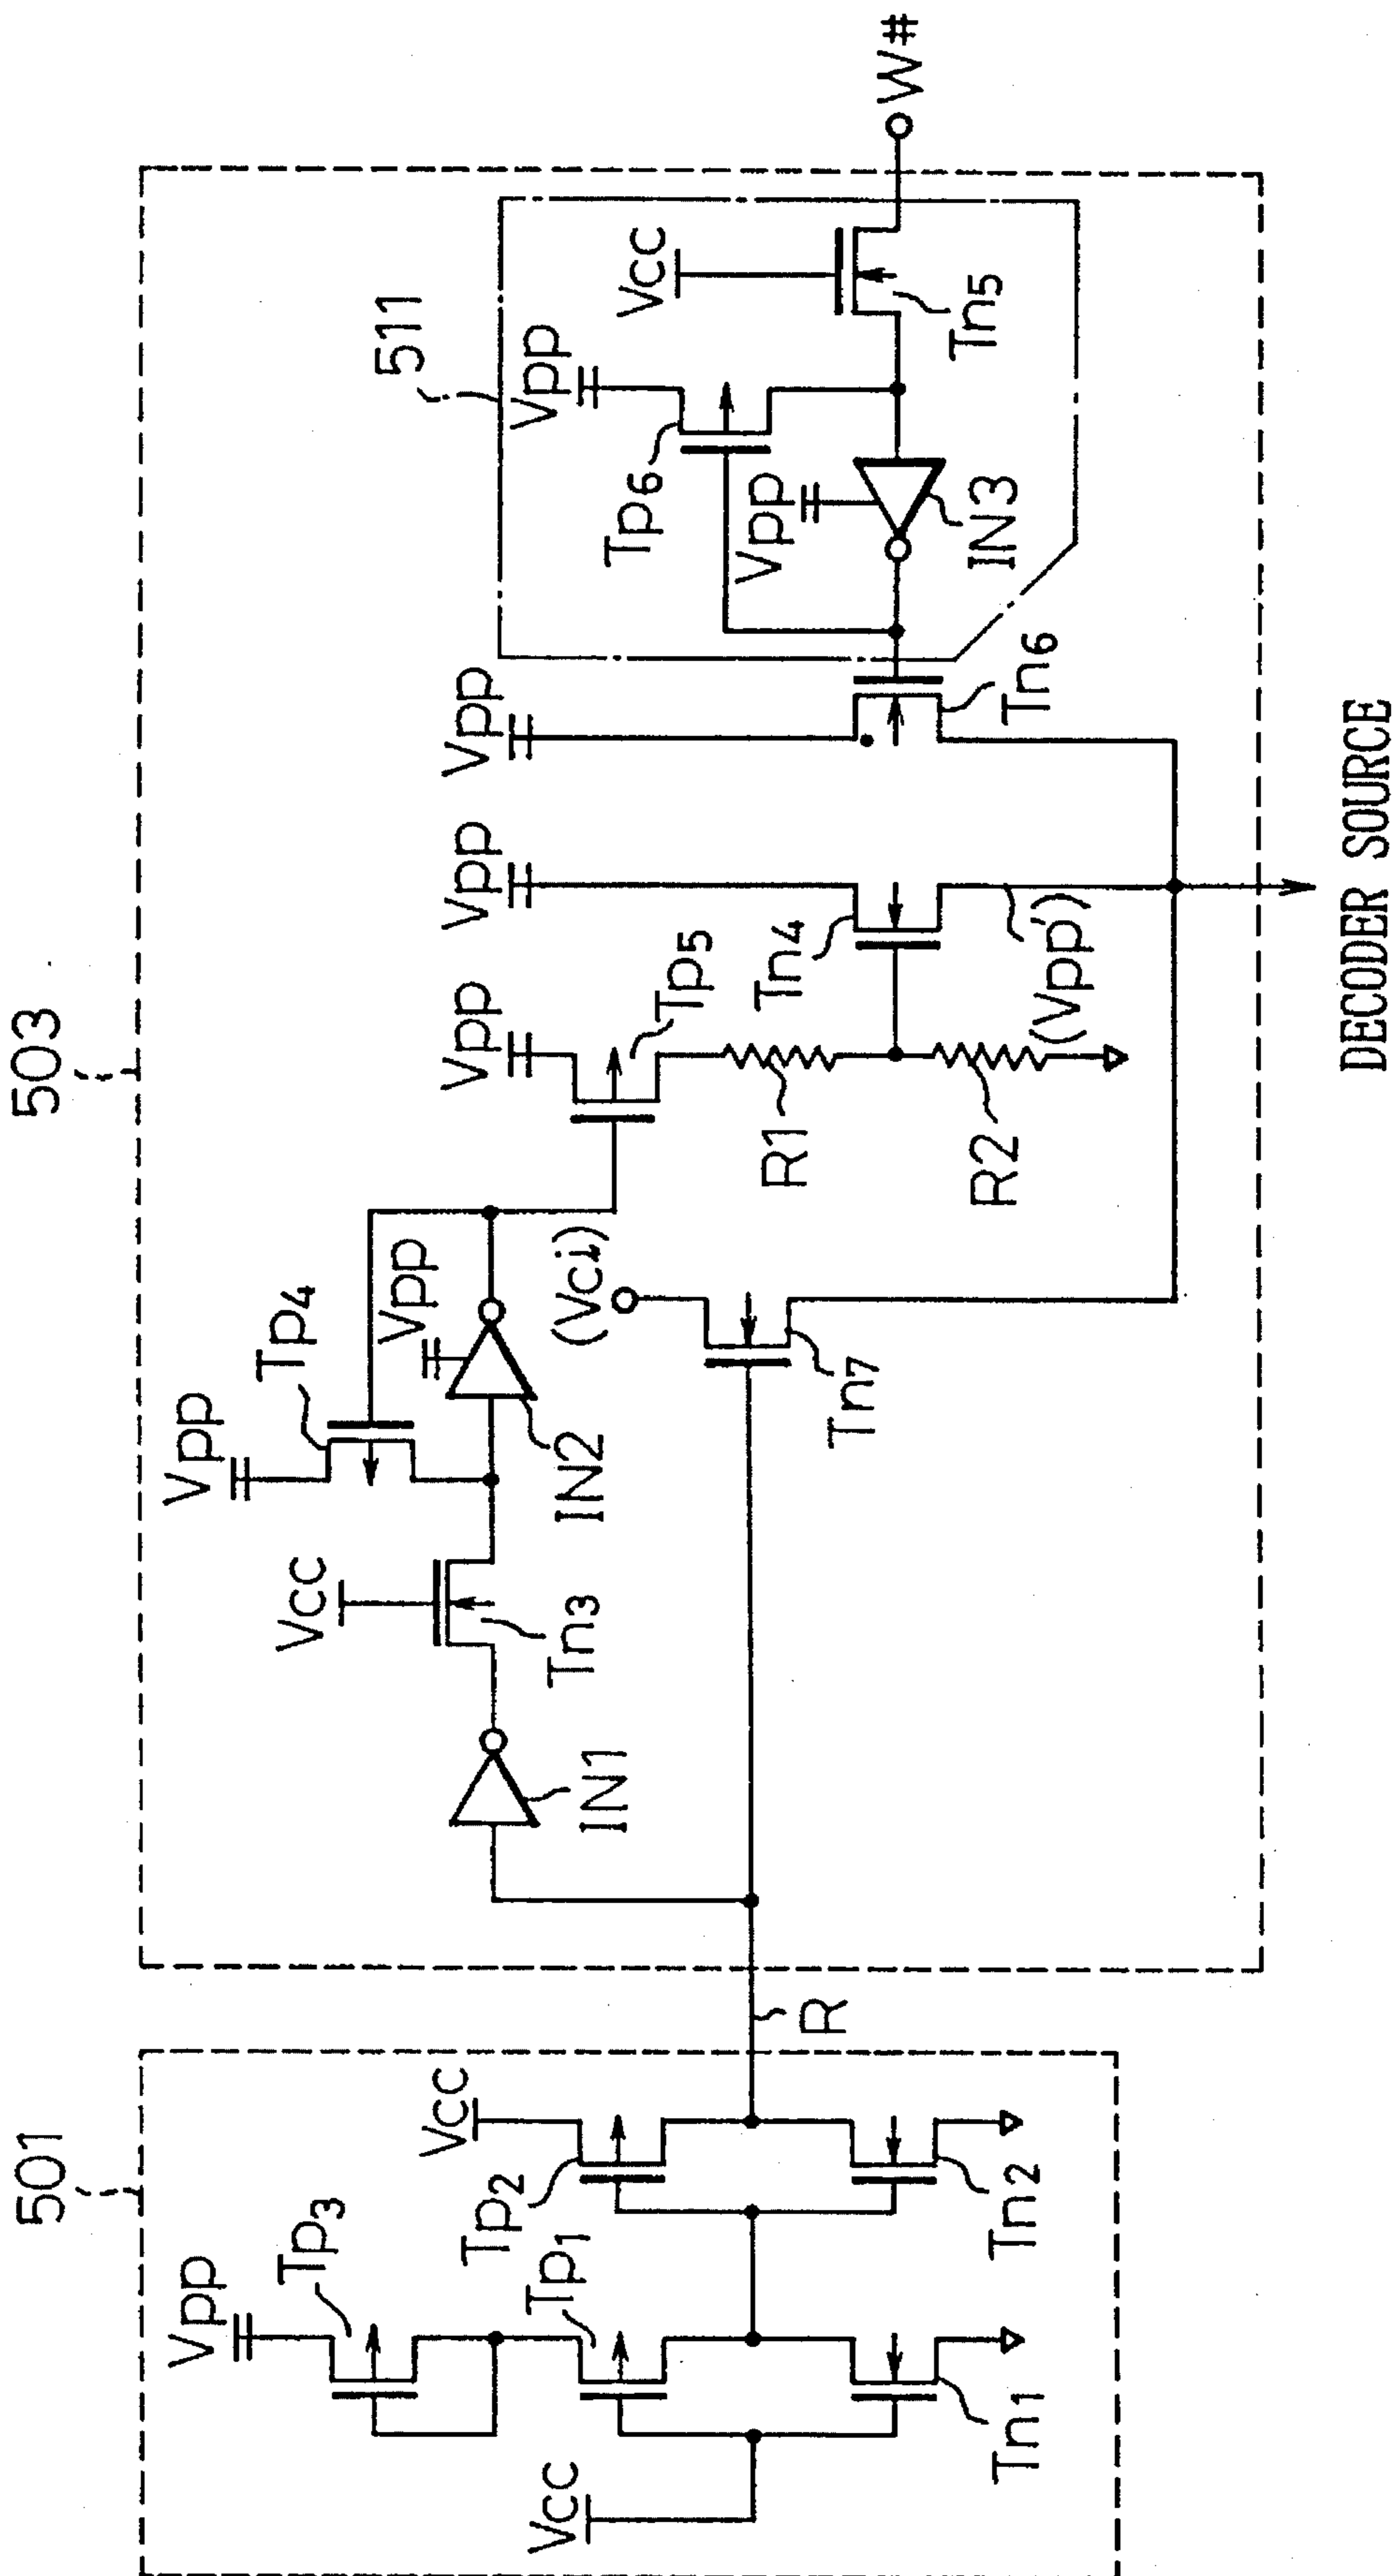 501
Vpp
Tp3
Vcc
Tp1
Tn1
Vcc
Tp2
Tn2
R
503
IN1
Vcc
Tn3
Vpp
Tp4
Vpp
IN2
(Vci)
Tn7
Vpp
Tp5
R1
R2
Vpp
Tn4
(Vpp')
Vpp
Tn6
511
Vpp
Tp6
Vpp
IN3
Vcc
Tn5
W#
DECODER SOURCE